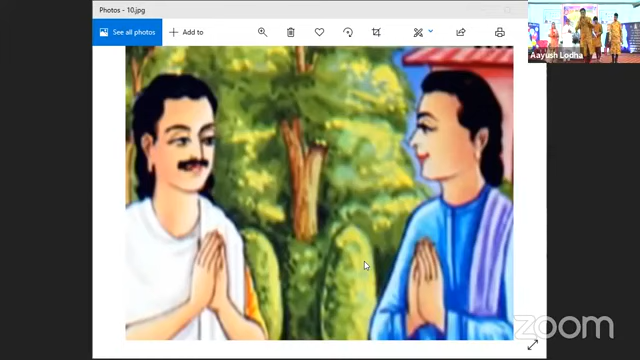 Photos - 10.jpg
See all photos
Add to
Aayush Lodha
zoom